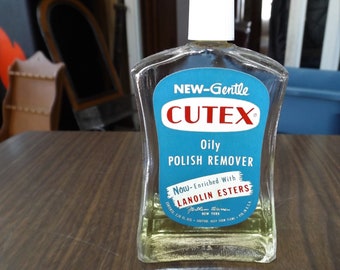 NEW-Gentle
CUTEX®
Oily
POLISH REMOVER
Now-Enriched With
LANOLIN ESTERS
NEW YORK